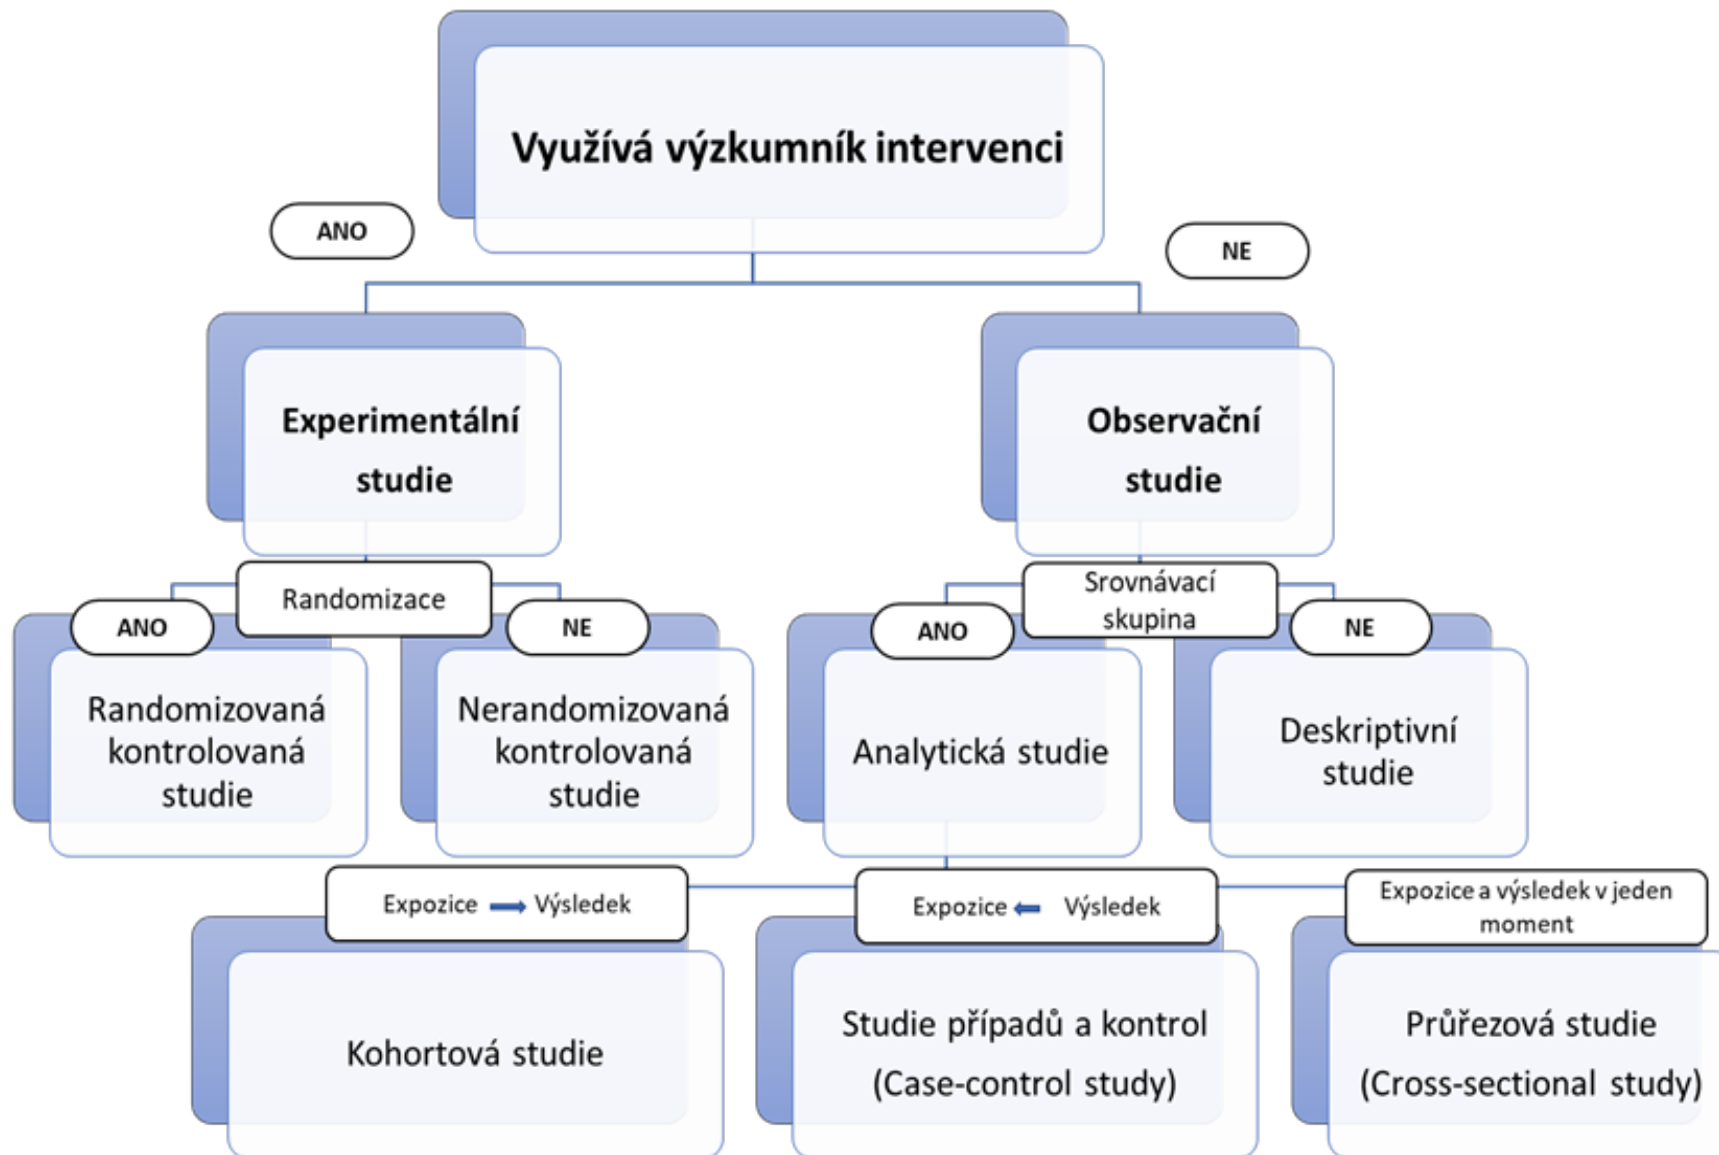 Využívá výzkumník intervenci
ANO
NE
Experimentální
studie
Observační
studie
Randomizace
Srovnávací
skupina
ANO
NE
ANO
NE
Randomizovaná
kontrolovaná
studie
Nerandomizovaná
kontrolovaná
studie
Analytická studie
Deskriptivní
studie
Expozice Výsledek
Expozice Výsledek
Expozice a výsledek v jeden
moment
Kohortová studie
Studie případů a kontrol
(Case-control study)
Průřezová studie
(Cross-sectional study)